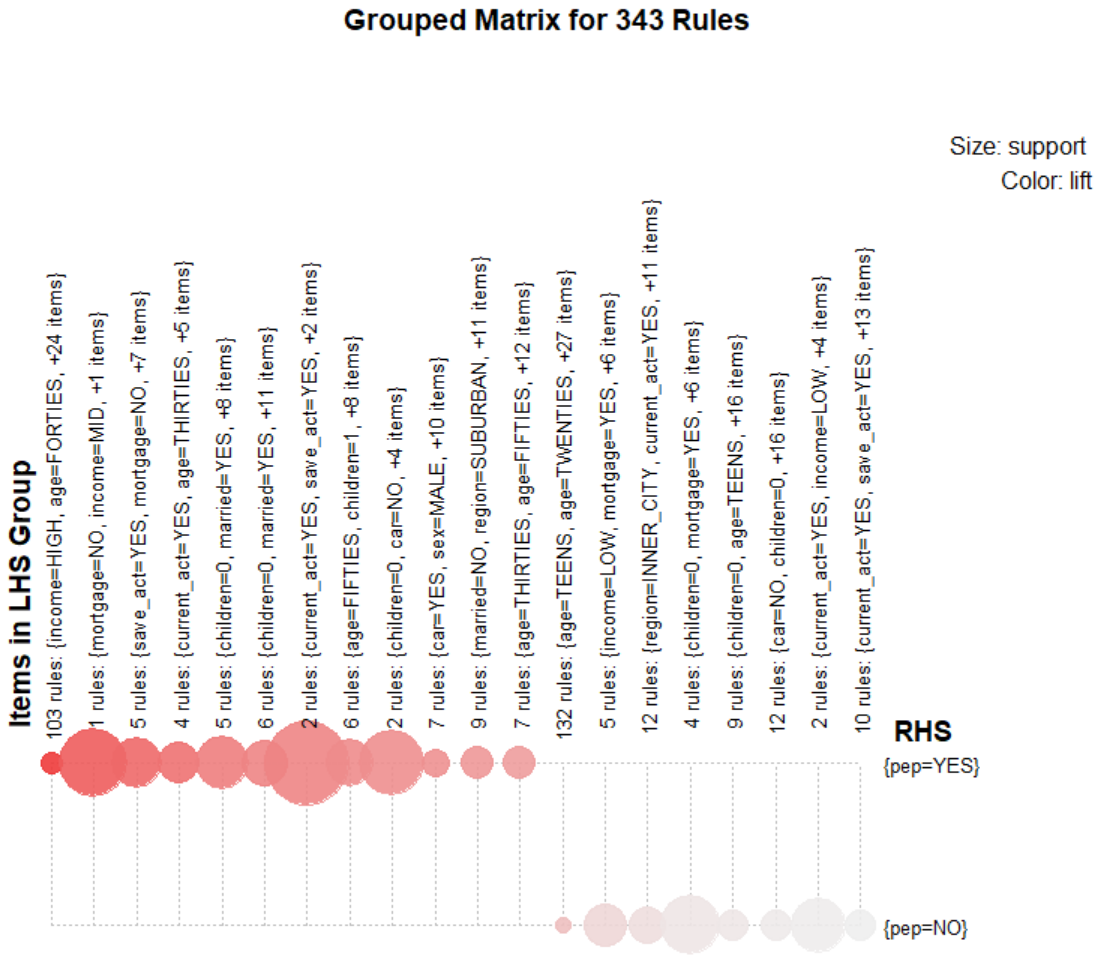 Grouped Matrix for 343 Rules
Size: support
Color: lift
Items in LHS Group
103 rules: {income=HIGH, age=FORTIES, +24 items}
1 rules: {mortgage=NO, income=MID, +1 items}
5 rules: {save_act=YES, mortgage=NO, +7 items}
4 rules: {current_act=YES, age=THIRTIES, +5 items}
5 rules: {children=0, married=YES, +8 items}
6 rules: {children=0, married=YES, +11 items}
2 rules: {current_act=YES, save_act=YES, +2 items}
6 rules: {age=FIFTIES, children=1, +8 items}
2 rules: {children=0, car=NO, +4 items}
7 rules: {car=YES, sex=MALE, +10 items}
9 rules: {married=NO, region=SUBURBAN, +11 items}
7 rules: {age=THIRTIES, age=FIFTIES, +12 items}
132 rules: {age=TEENS, age=TWENTIES, +27 items}
5 rules: {income=LOW, mortgage=YES, +6 items}
12 rules: {region=INNER_CITY, current_act=YES, +11 items}
4 rules: {children=0, mortgage=YES, +6 items}
9 rules: {children=0, age=TEENS, +16 items}
12 rules: {car=NO, children=0, +16 items}
2 rules: {current_act=YES, income=LOW, +4 items}
10 rules: {current_act=YES, save_act=YES, +13 items}
RHS
{pep=YES}
{pep=NO}